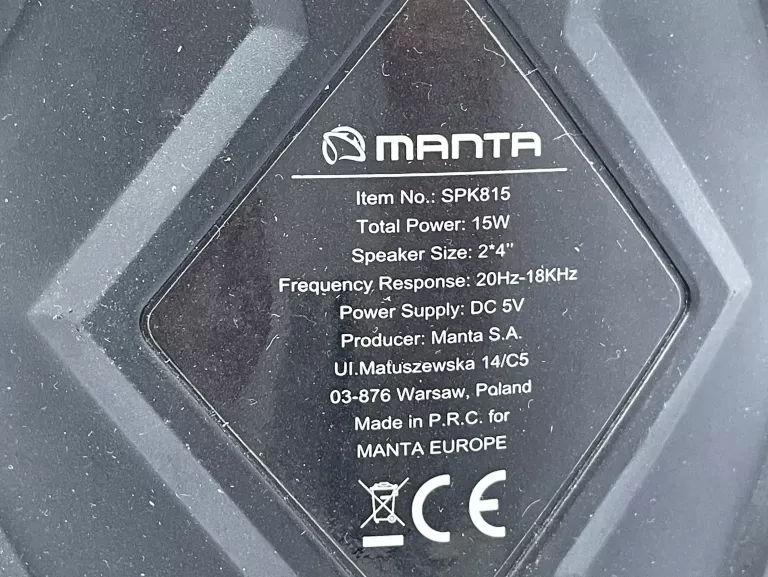 MANTA
Item No.: SPK815
Total Power: 15W
Speaker Size: 2*4"
Frequency Response: 20Hz-18KHz
Power Supply: DC 5V
Producer: Manta S.A.
Ul.Matuszewska 14/C5
03-876 Warsaw, Poland
Made in P.R.C. for
MANTA EUROPE
CE